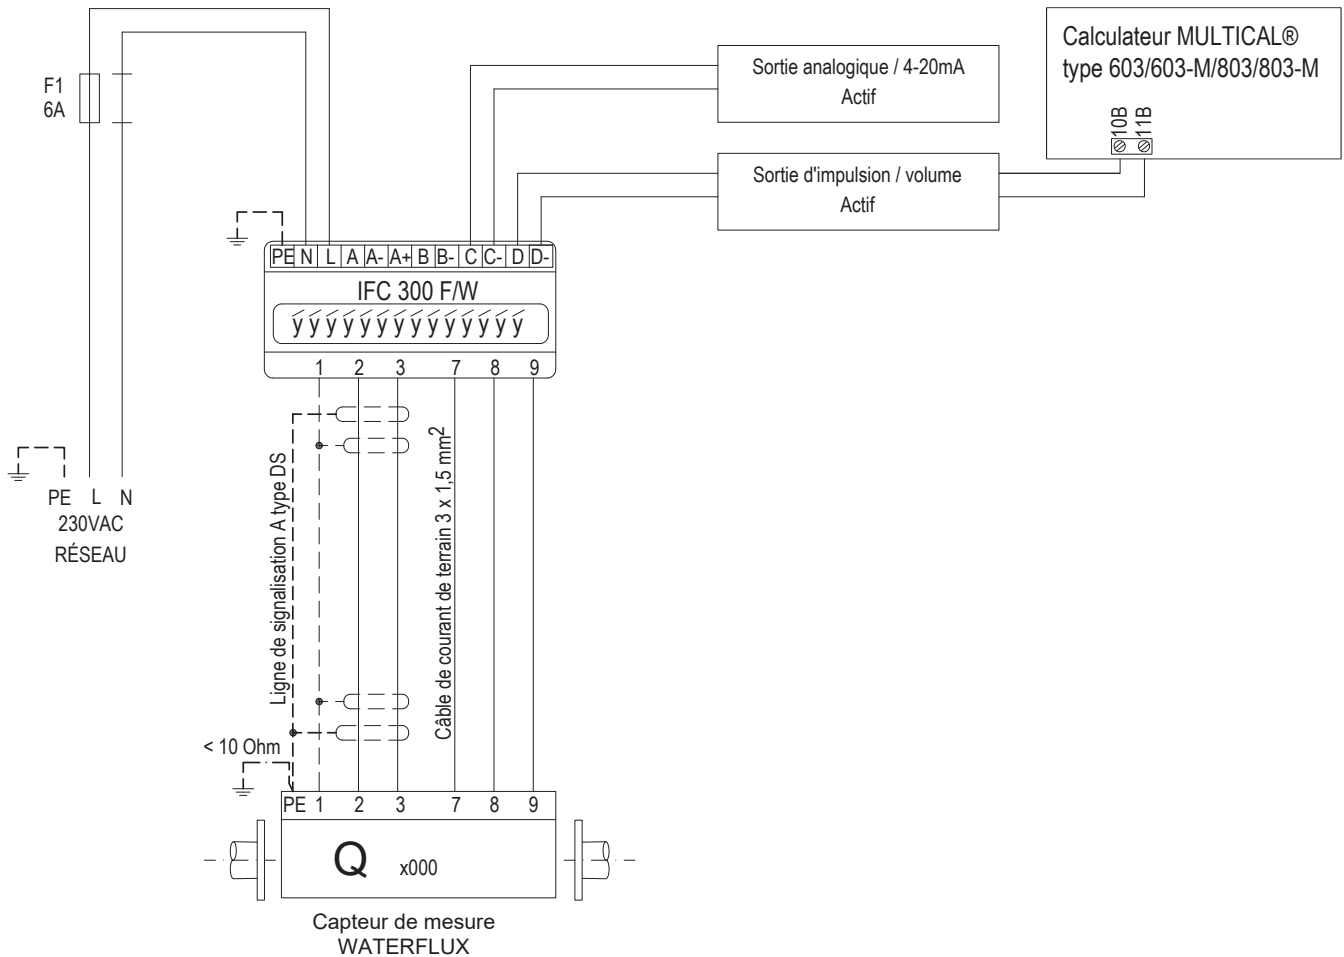 F1
6A
Sortie analogique / 4-20mA
Actif
Calculateur MULTICAL®
type 603/603-M/803/803-M
10B
11B
Sortie d'impulsion / volume
Actif
PE N L A A- A+ B B- C C- D D-
IFC 300 F/W
ý ý ý ý ý ý ý ý ý ý ý ý ý ý
1 2 3 7 8 9
PE L N
230VAC
RÉSEAU
Ligne de signalisation A type DS
Câble de courant de terrain 3 x 1,5 mm²
< 10 Ohm
PE 1 2 3 7 8 9
Q x000
Capteur de mesure
WATERFLUX